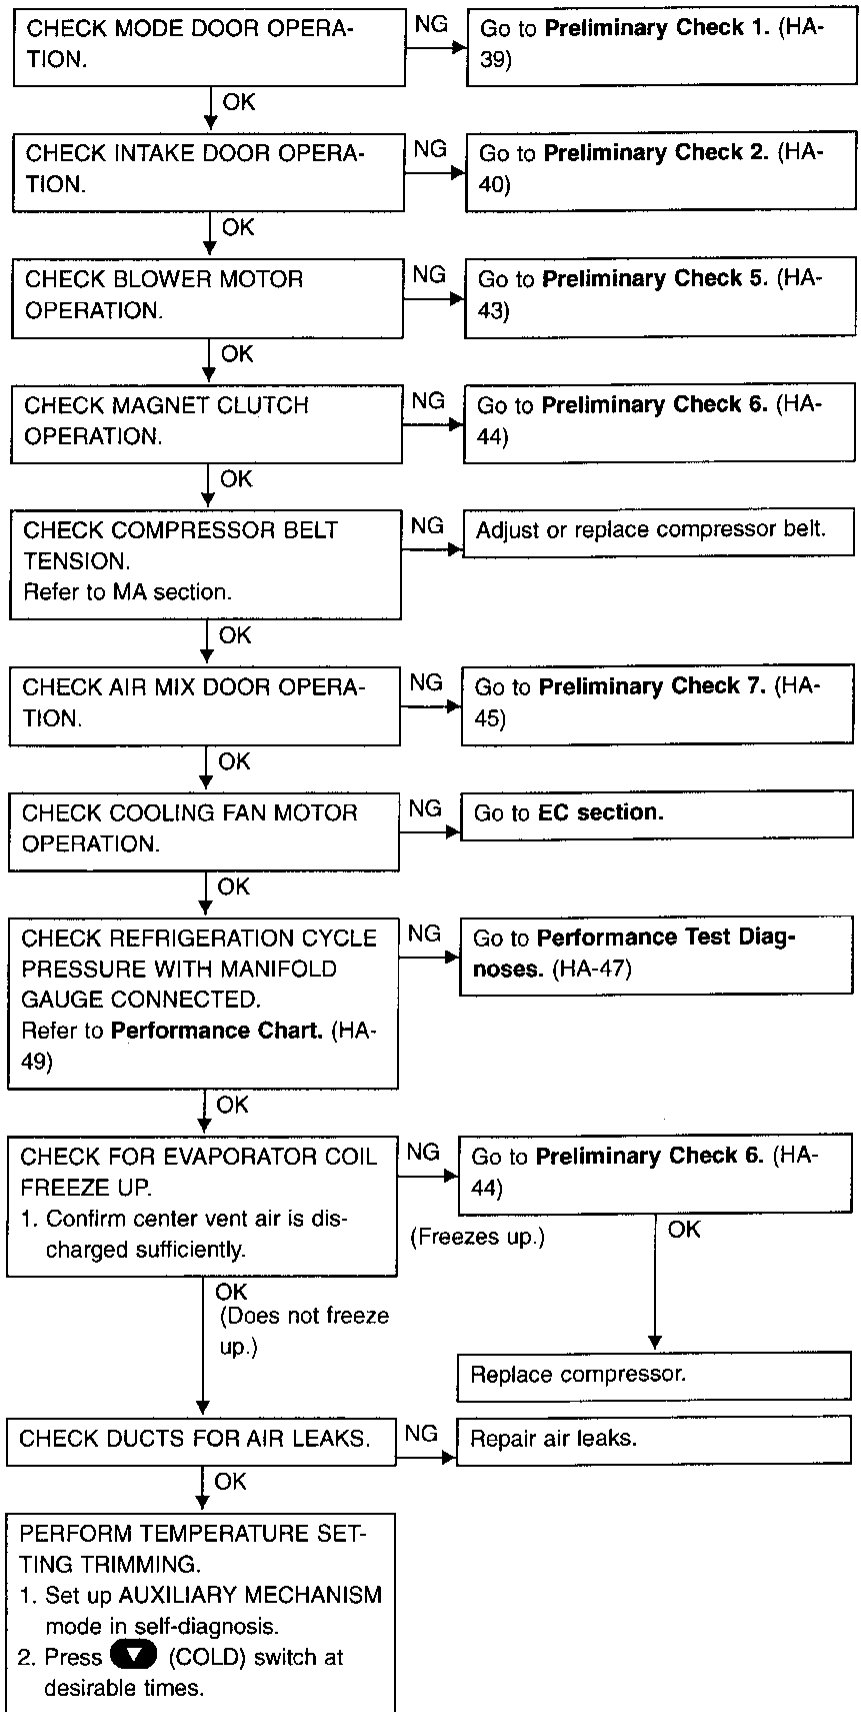 CHECK MODE DOOR OPERA-
TION.
NG
Go to Preliminary Check 1. (HA-
39)
OK
CHECK INTAKE DOOR OPERA-
TION.
NG
Go to Preliminary Check 2. (HA-
40)
OK
CHECK BLOWER MOTOR
OPERATION.
NG
Go to Preliminary Check 5. (HA-
43)
OK
CHECK MAGNET CLUTCH
OPERATION.
NG
Go to Preliminary Check 6. (HA-
44)
OK
CHECK COMPRESSOR BELT
TENSION.
Refer to MA section.
NG
Adjust or replace compressor belt.
OK
CHECK AIR MIX DOOR OPERA-
TION.
NG
Go to Preliminary Check 7. (HA-
45)
OK
CHECK COOLING FAN MOTOR
OPERATION.
NG
Go to EC section.
OK
CHECK REFRIGERATION CYCLE
PRESSURE WITH MANIFOLD
GAUGE CONNECTED.
Refer to Performance Chart. (HA-
49)
NG
Go to Performance Test Diag-
noses. (HA-47)
OK
CHECK FOR EVAPORATOR COIL
FREEZE UP.
1. Confirm center vent air is dis-
charged sufficiently.
NG
(Freezes up.)
Go to Preliminary Check 6. (HA-
44)
OK
Replace compressor.
OK
(Does not freeze
up.)
CHECK DUCTS FOR AIR LEAKS.
NG
Repair air leaks.
OK
PERFORM TEMPERATURE SET-
TING TRIMMING.
1. Set up AUXILIARY MECHANISM
mode in self-diagnosis.
2. Press ▼ (COLD) switch at
desirable times.